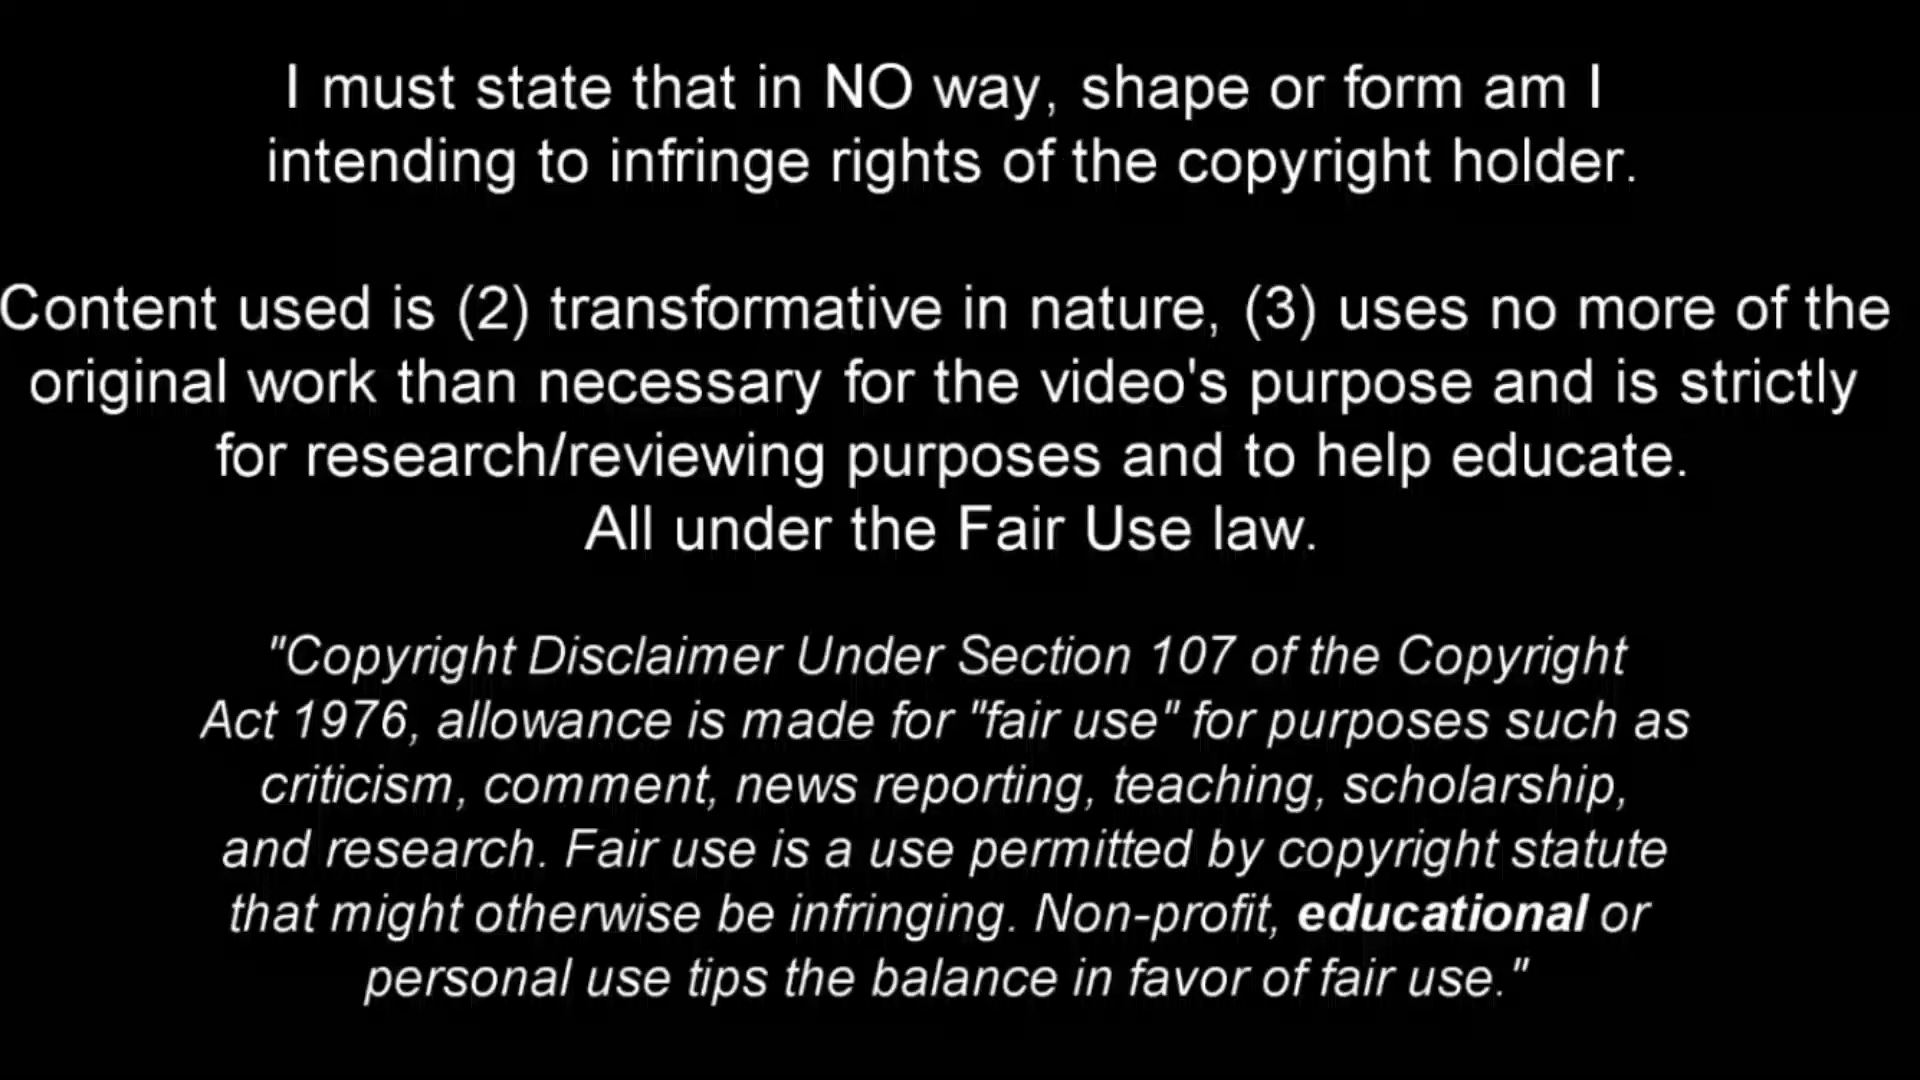 I must state that in NO way, shape or form am I
intending to infringe rights of the copyright holder.
Content used is (2) transformative in nature, (3) uses no more of the
original work than necessary for the video's purpose and is strictly
for research/reviewing purposes and to help educate.
All under the Fair Use law.
"Copyright Disclaimer Under Section 107 of the Copyright
Act 1976, allowance is made for "fair use" for purposes such as
criticism, comment, news reporting, teaching, scholarship,
and research. Fair use is a use permitted by copyright statute
that might otherwise be infringing. Non-profit, educational or
personal use tips the balance in favor of fair use."